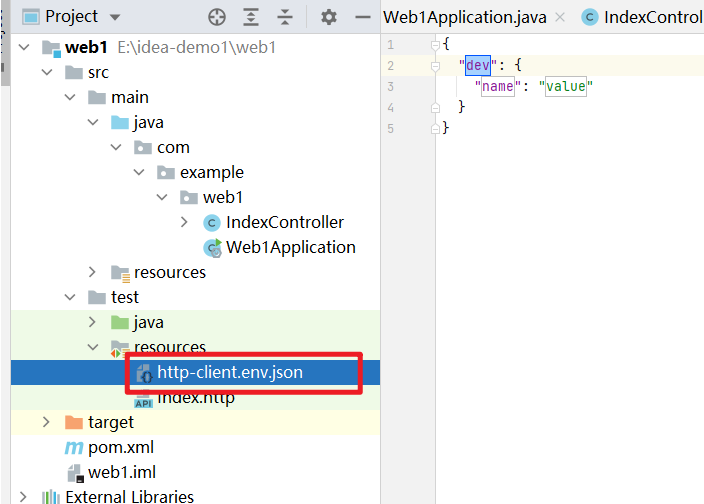 Project
web1 E:\idea-demo1\web1
src
main
java
com
example
web1
IndexController
Web1Application
resources
test
java
resources
http-client.env.json
index.http
API
target
pom.xml
web1.iml
External Libraries
Web1Application.java
IndexControl
1 {
2 "dev": {
3 "name": "value"
4 }
5 }